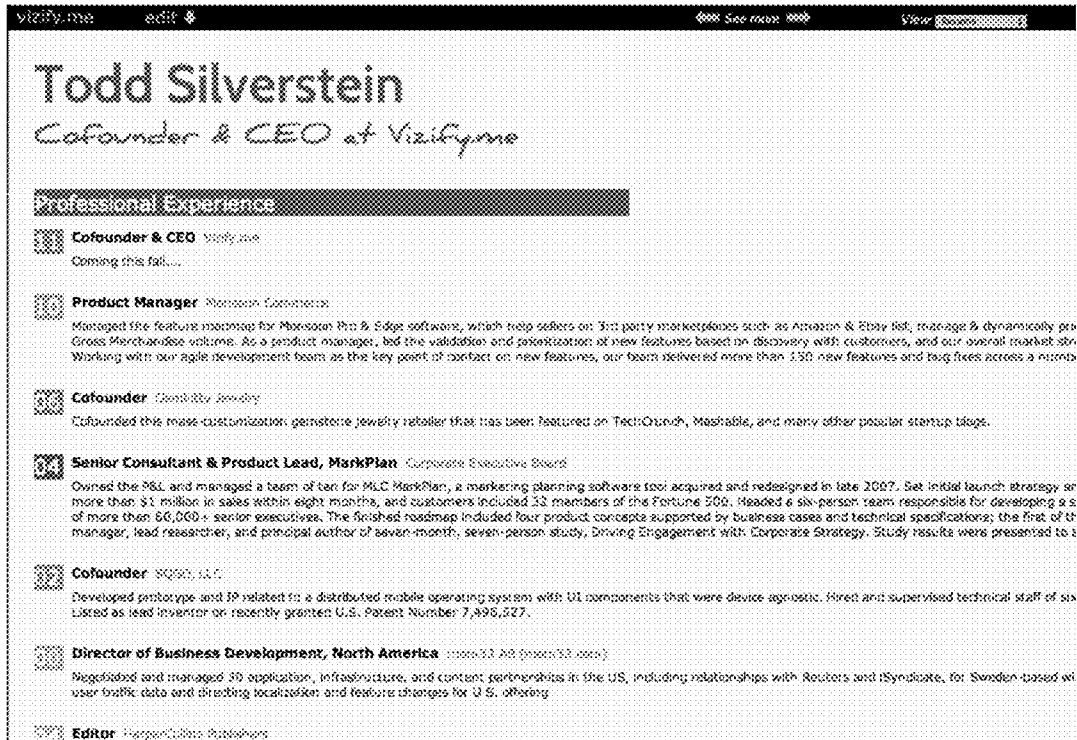 vizify.me edit See more View
Todd Silverstein
Cofounder & CEO at Vizify.me
Professional Experience
11 Cofounder & CEO Vizify.me
Coming this fall....
10 Product Manager Monsoon Commerce
Managed the feature roadmap for Monsoon Pro & Edge software, which help sellers on 3rd party marketplaces such as Amazon & Ebay list, manage & dynamically
Gross Merchandise volume. As a product manager, led the validation and prioritization of new features based on discovery with customers, and our overall market
Working with our agile development team as the key point of contact on new features, our team delivered more than 150 new features and bug fixes across a
Cofounder Jewelry
Cofounded this mass-customization gemstone jewelry retailer that has been featured on TechCrunch, Mashable, and many other popular startup blogs.
04 Senior Consultant & Product Lead, MarkPlan Corporate Executive Board
Owned the P&L and managed a team of ten for MLC MarkPlan, a marketing planning software tool acquired and redesigned in late 2007. Set initial launch strategy
more than $1 million in sales within eight months, and customers included 32 members of the Fortune 500. Headed a six-person team responsible for developing a
of more than 60,000+ senior executives. The finished roadmap included four product concepts supported by business cases and technical specifications; the first of
manager, lead researcher, and principal author of seven-month, seven-person study, Driving Engagement with Corporate Strategy. Study results were presented to
Cofounder LLC
Developed prototype and IP related to a distributed mobile operating system with UI components that were device agnostic. Hired and supervised technical staff of
Listed as lead inventor on recently granted U.S. Patent Number 7,496,527.
Director of Business Development, North America
Negotiated and managed 30 application, infrastructure, and content partnerships in the US, including relationships with Reuters and iSyndicate, for Sweden-based
user traffic data and directing localization and feature changes for U.S. offering
Editor HarperCollins Publishers